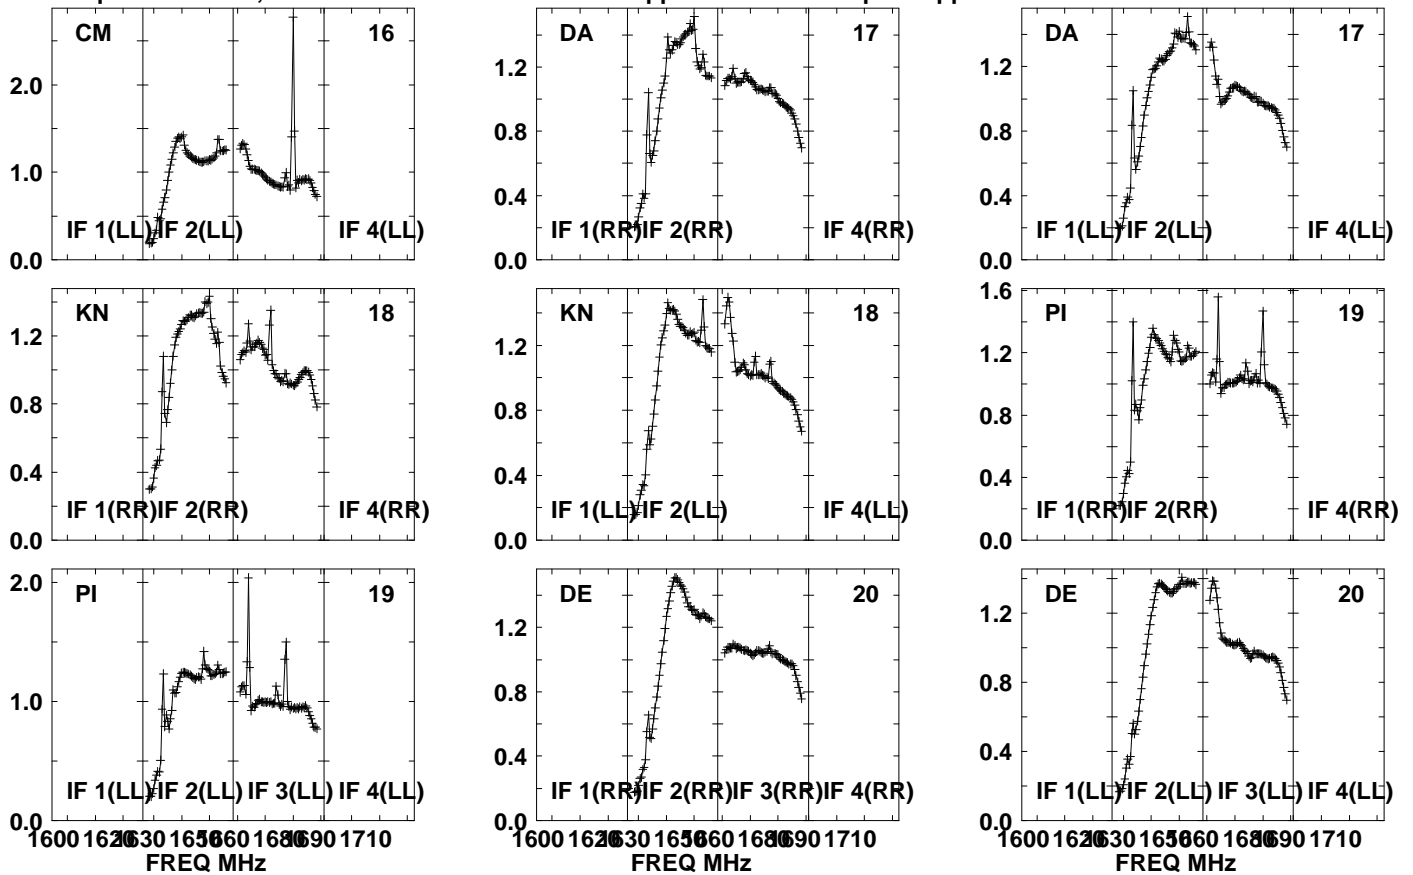 CM 16 DA 17 DA 17
2.0 1.2 1.2
1.0 0.8 0.8
0.4 0.4
IF 1(LL) IF 2(LL) IF 4(LL) IF 1(RR) IF 2(RR) IF 4(RR) IF 1(LL) IF 2(LL) IF 4(LL)
0.0 0.0 0.0
KN 18 KN 18 PI 19
1.6
1.2 1.2 1.2
0.8 0.8 0.8
0.4 0.4 0.4
IF 1(RR) IF 2(RR) IF 4(RR) IF 1(LL) IF 2(LL) IF 4(LL) IF 1(RR) IF 2(RR) IF 4(RR)
0.0 0.0 0.0
PI 19 DE 20 DE 20
2.0 1.2 1.2
1.0 0.8 0.8
0.4 0.4
IF 1(LL) IF 2(LL) IF 3(LL) IF 4(LL) IF 1(RR) IF 2(RR) IF 3(RR) IF 4(RR) IF 1(LL) IF 2(LL) IF 3(LL) IF 4(LL)
0.0 0.0 0.0
1600 1620 1630 1650 1660 1680 1690 1710 1600 1620 1630 1650 1660 1680 1690 1710 1600 1620 1630 1650 1660 1680 1690 1710
FREQ MHz FREQ MHz FREQ MHz